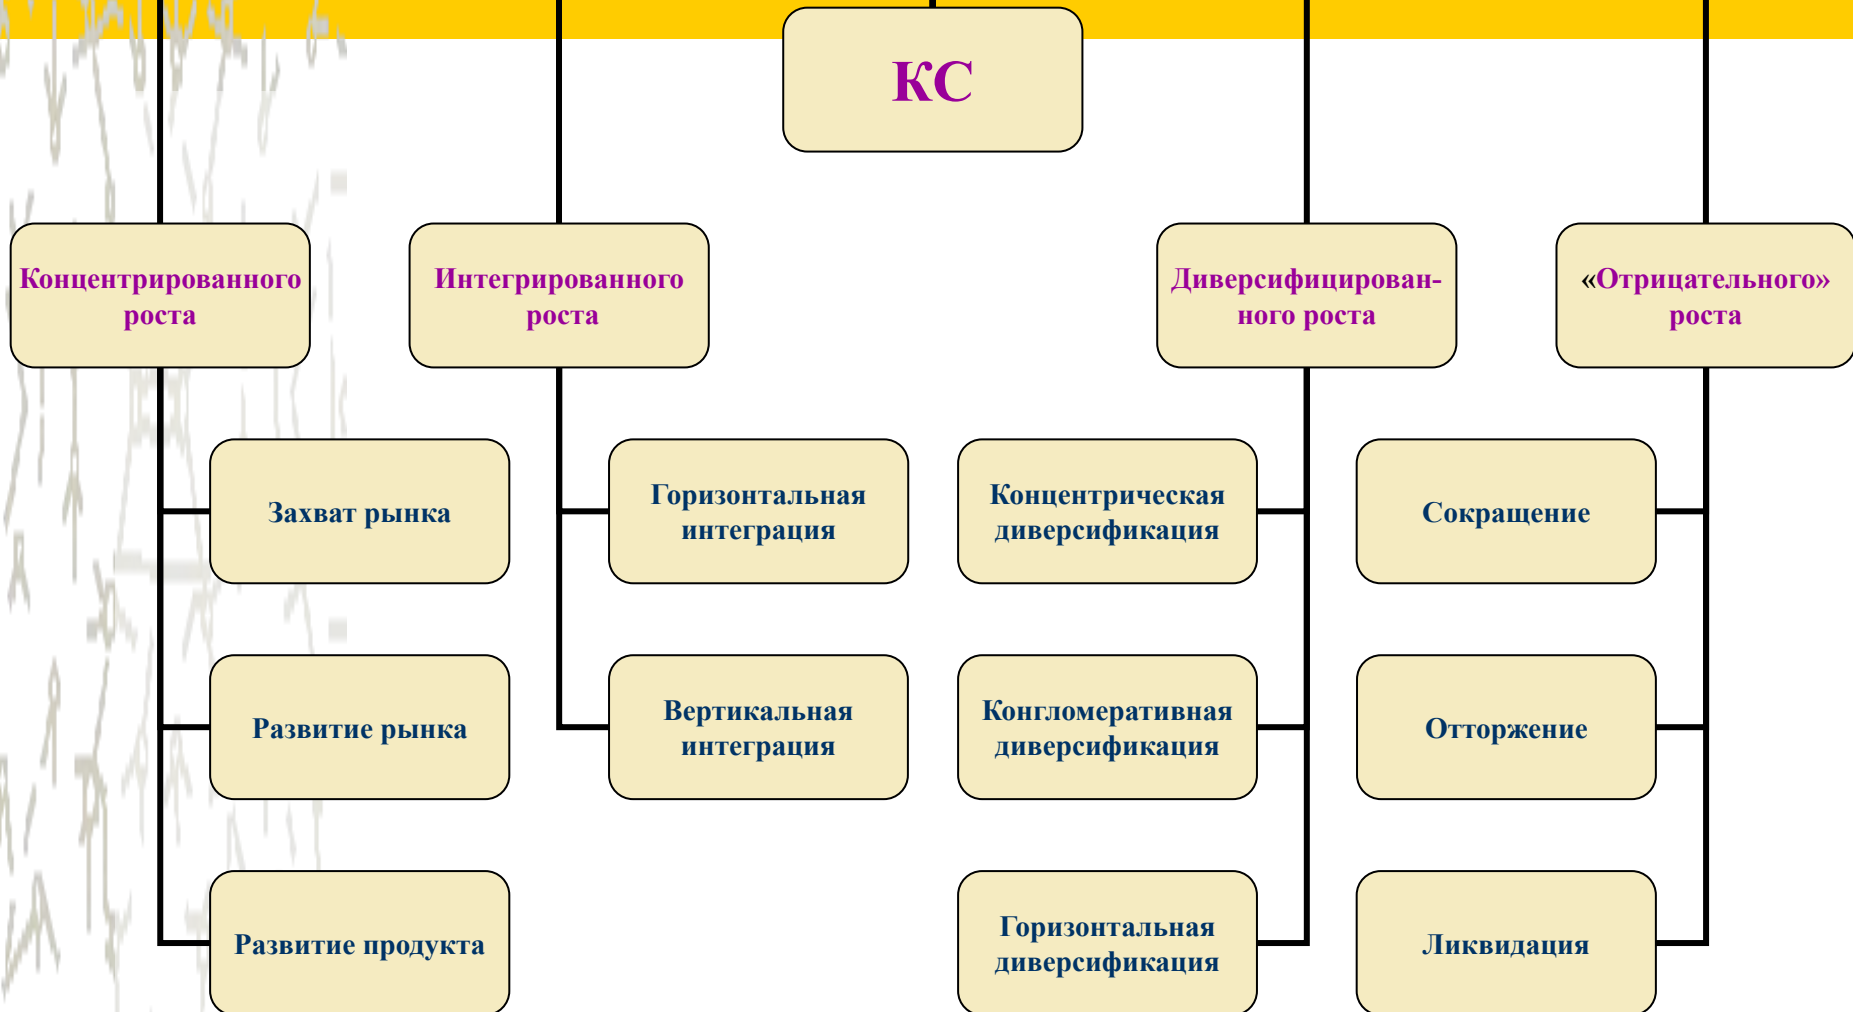 КС
Концентрированного
роста
Интегрированного
роста
Диверсифицирован-
ного роста
«Отрицательного»
роста
Захват рынка
Горизонтальная
интеграция
Концентрическая
диверсификация
Сокращение
Развитие рынка
Вертикальная
интеграция
Конгломеративная
диверсификация
Отторжение
Развитие продукта
Горизонтальная
диверсификация
Ликвидация